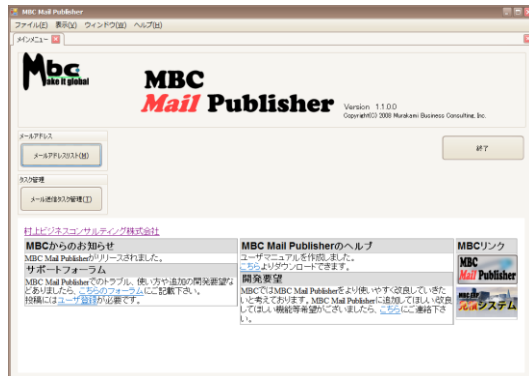 MBC Mail Publisher
ファイル(F) 表示(V) ウィンドウ(W) ヘルプ(H)
メインメニュー
Mbc
Make it global
MBC
Mail Publisher
Version 1.1.0.0
Copyright(C) 2008 Murakami Business Consulting, Inc.
メールアドレス
メールアドレスリスト(M)
終了
タスク管理
メール送信タスク管理(T)
村上ビジネスコンサルティング株式会社
MBCからのお知らせ
MBC Mail Publisherがリリースされました。
サポートフォーラム
MBC Mail Publisherでのトラブル、使い方や追加の開発要望な
どありましたら、こちらのフォーラムにご記載下さい。
投稿にはユーザ登録が必要です。
MBC Mail Publisherのヘルプ
ユーザマニュアルを作成しました。
こちらよりダウンロードできます。
開発要望
MBCではMBC Mail Publisherをより使いやすく改良していきた
いと考えております。MBC Mail Publisherに追加してほしい・改良
してほしい機能等希望がございましたら、こちらにご連絡下さ
い。
MBCリンク
MBC
Mail Publisher
システム